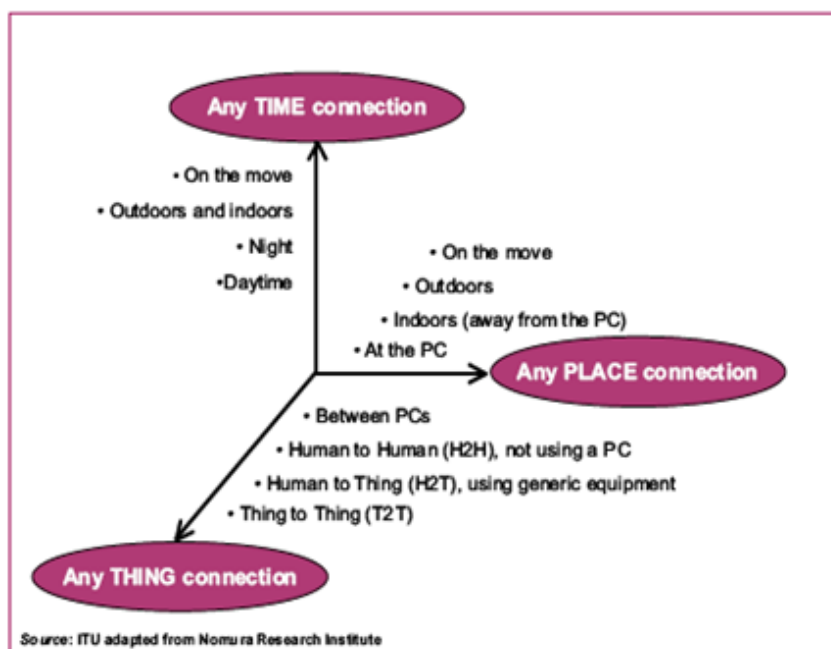 Any TIME connection
• On the move
• Outdoors and indoors
• Night
•Daytime
• On the move
• Outdoors
• Indoors (away from the PC)
• At the PC
Any PLACE connection
• Between PCs
• Human to Human (H2H), not using a PC
• Human to Thing (H2T), using generic equipment
• Thing to Thing (T2T)
Any THING connection
Source: ITU adapted from Nomura Research Institute